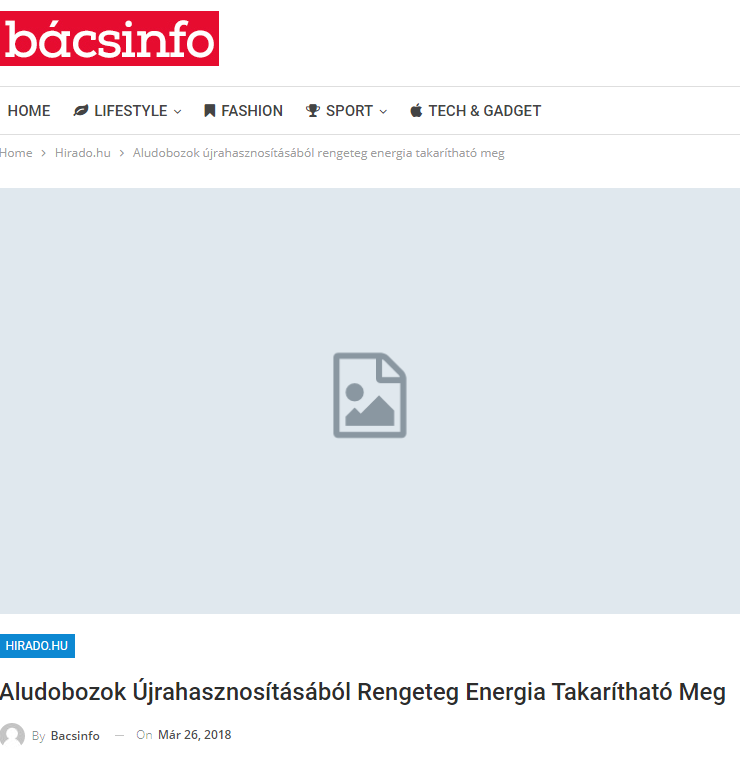 bácsinfo
HOME LIFESTYLE FASHION SPORT TECH & GADGET
Home > Hirado.hu > Aludobozok újrahasznosításából rengeteg energia takarítható meg
HIRADO.HU
Aludobozok Újrahasznosításából Rengeteg Energia Takarítható Meg
By Bacsinfo — On Már 26, 2018